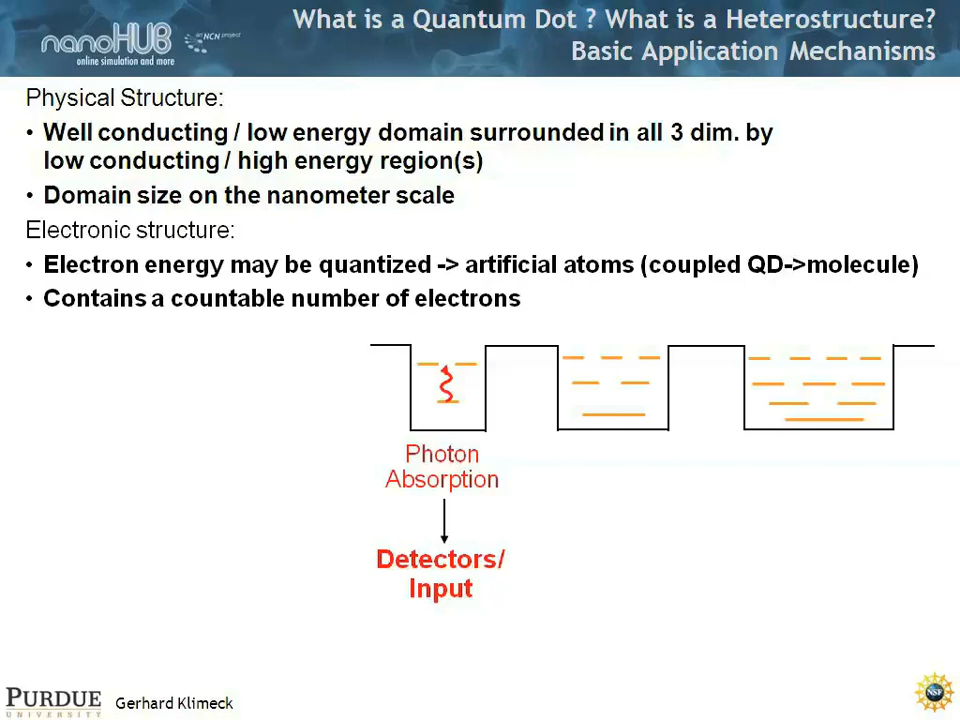 What is a Quantum Dot ? What is a Heterostructure?
Basic Application Mechanisms
nanoHUB
an NCN project
online simulation and more
Physical Structure:
• Well conducting / low energy domain surrounded in all 3 dim. by
low conducting / high energy region(s)
• Domain size on the nanometer scale
Electronic structure:
• Electron energy may be quantized -> artificial atoms (coupled QD->molecule)
• Contains a countable number of electrons
Photon
Absorption
Detectors/
Input
PURDUE
UNIVERSITY
Gerhard Klimeck
NSF